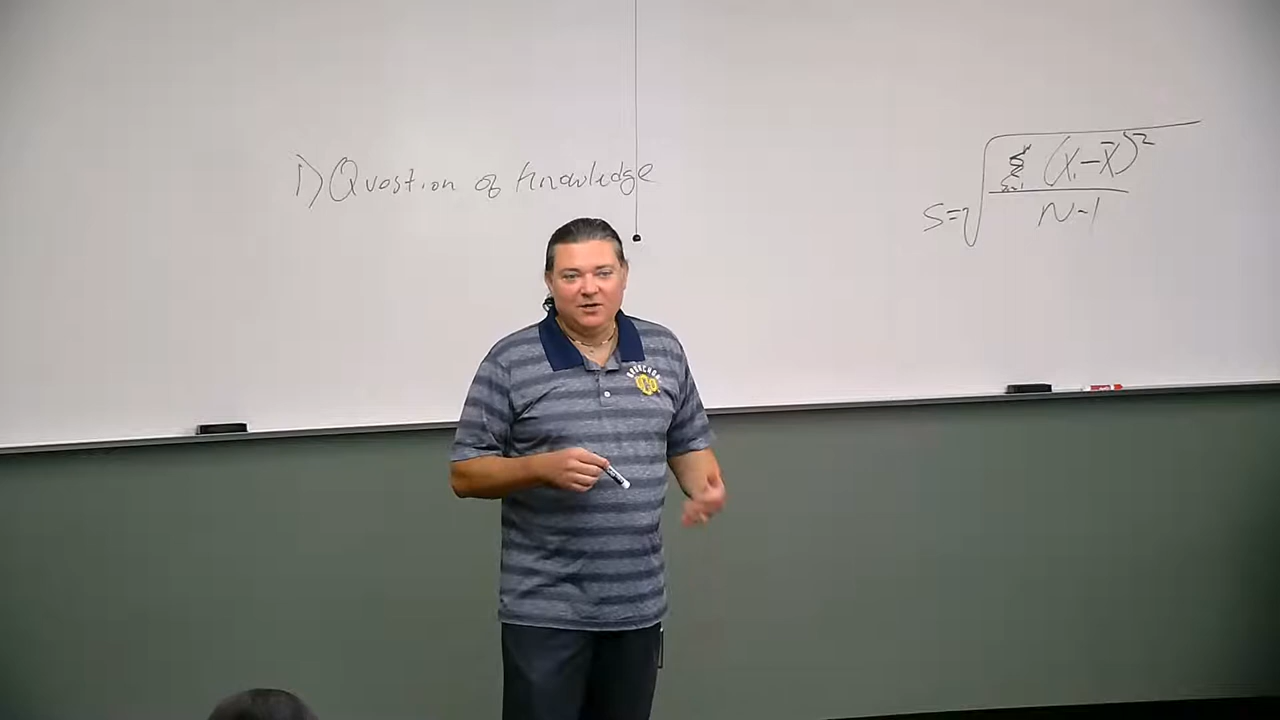 1) Question of knowledge
S = √ Σ (Xᵢ - X̄)²
N-1